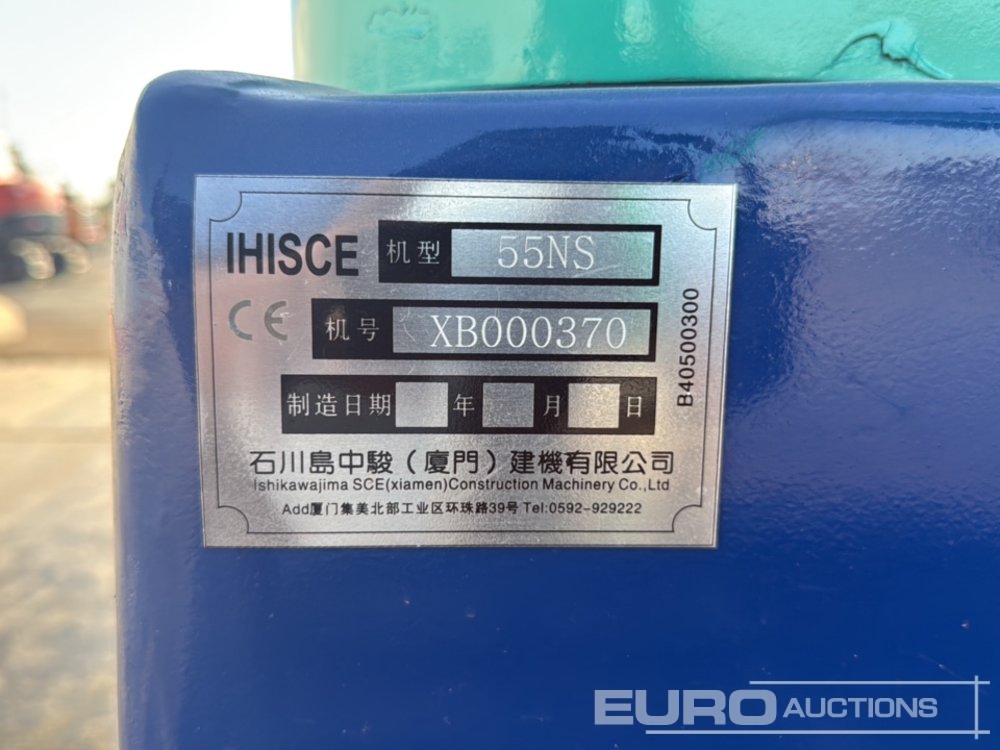 IHISCE 机型 55NS
CE 机号 XB000370
制造日期 年 月 日
石川島中駿（厦門）建機有限公司
Ishikawajima SCE(xiamen)Construction Machinery Co.,Ltd
Add厦门集美北部工业区环珠路39号 Tel:0592-929222
B40500300
EURO AUCTIONS